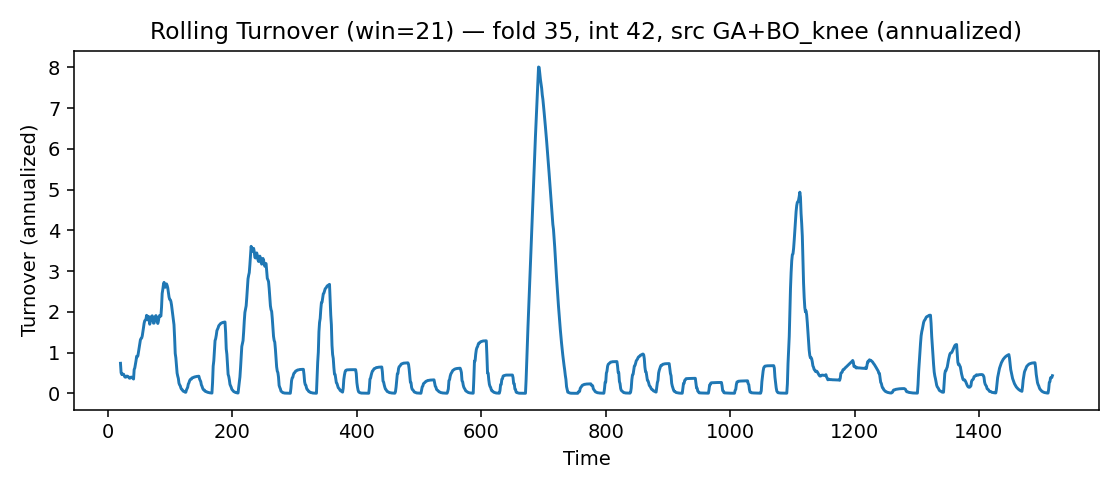 Rolling Turnover (win=21) — fold 35, int 42, src GA+BO_knee (annualized)
Turnover (annualized)
8
7
6
5
4
3
2
1
0
0 200 400 600 800 1000 1200 1400
Time